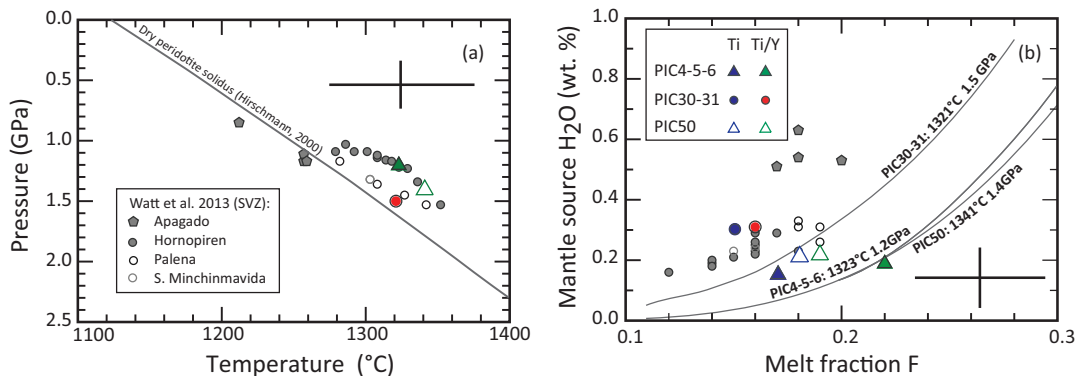 0.0
0.5
1.0
1.5
2.0
2.5
Pressure (GPa)
(a)
Dry peridotite solidus (Hirschmann, 2000)
Watt et al. 2013 (SVZ):
Apagado
Hornopiren
Palena
S. Minchinmavida
1100
1200
1300
1400
Temperature (°C)
1.0
0.8
0.6
0.4
0.2
0.0
Mantle source H2O (wt. %)
(b)
Ti Ti/Y
PIC4-5-6
PIC30-31
PIC50
PIC30-31: 1321°C 1.5 GPa
PIC4-5-6: 1323°C 1.2GPa
PIC50: 1341°C 1.4GPa
0.1
0.2
0.3
Melt fraction F